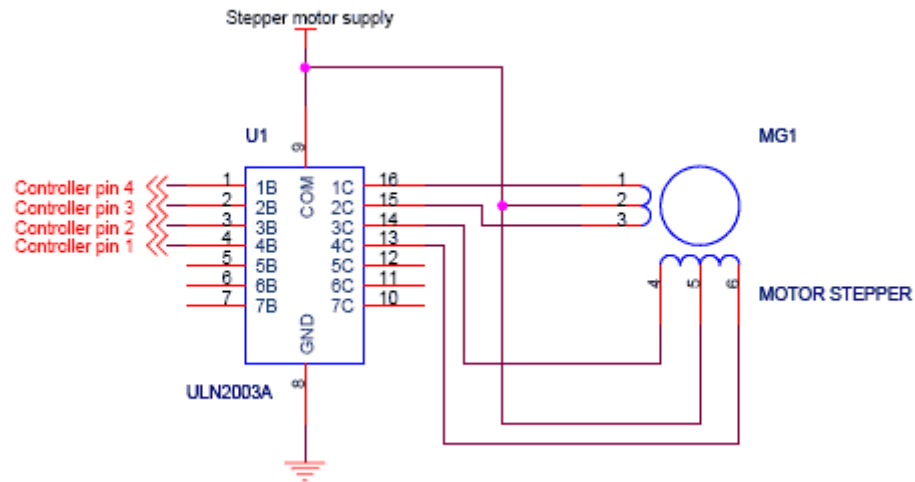 Stepper motor supply
U1
MG1
9
Controller pin 4 1 1B COM 1C 16 1
Controller pin 3 2 2B 2C 15 2
Controller pin 2 3 3B 3C 14 3
Controller pin 1 4 4B 4C 13
5 5B 5C 12
6 6B 6C 11
7 7B 7C 10
4 5 6
MOTOR STEPPER
GND
8
ULN2003A